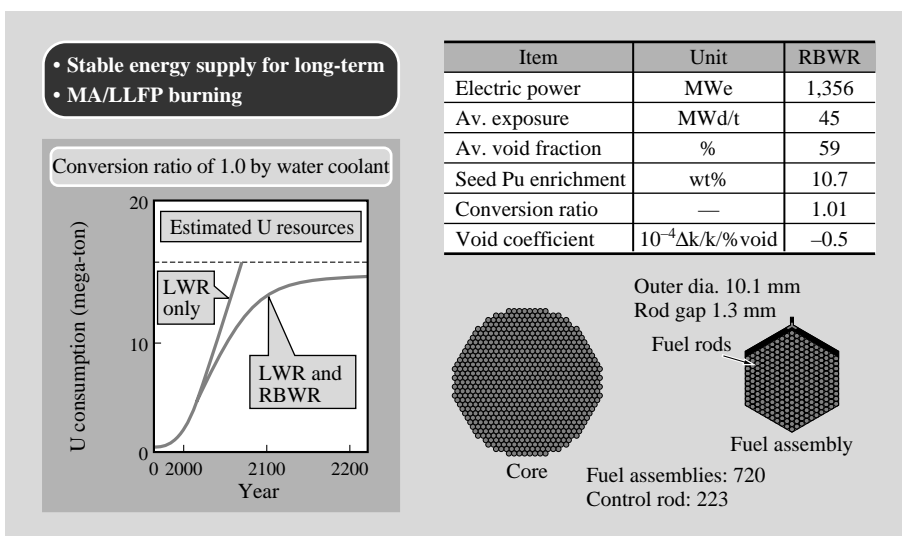 • Stable energy supply for long-term
• MA/LLFP burning
Conversion ratio of 1.0 by water coolant
U consumption (mega-ton)
20
10
0
Estimated U resources
LWR
only
LWR and
RBWR
0 2000 2100 2200
Year
Item Unit RBWR
Electric power MWe 1,356
Av. exposure MWd/t 45
Av. void fraction % 59
Seed Pu enrichment wt% 10.7
Conversion ratio — 1.01
Void coefficient 10⁻⁴Δk/k/%void –0.5
Outer dia. 10.1 mm
Rod gap 1.3 mm
Fuel rods
Fuel assembly
Core
Fuel assemblies: 720
Control rod: 223